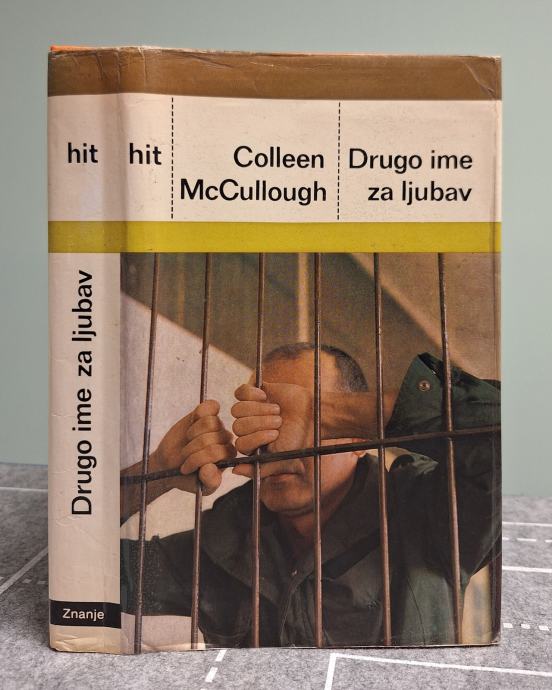 hit
Drugo ime za ljubav
Znanje
hit
Colleen
McCullough
Drugo ime
za ljubav